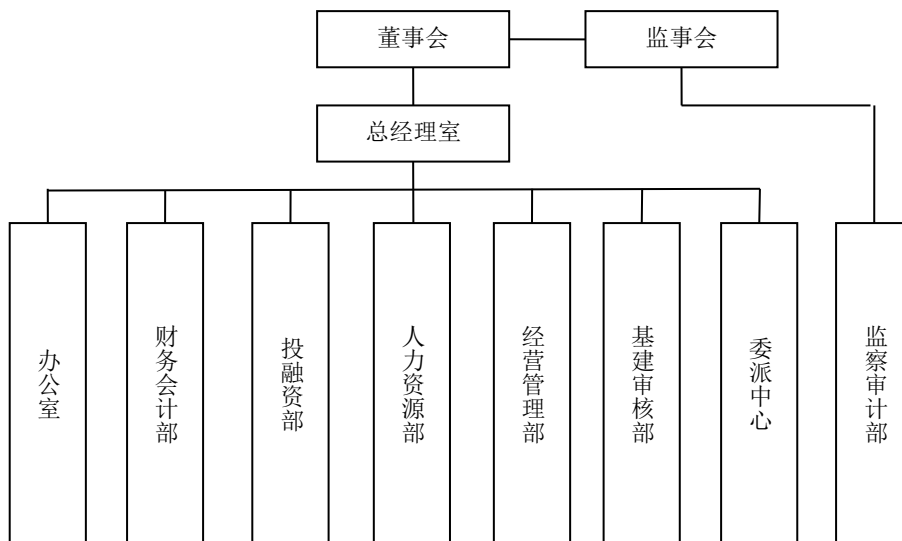 董事会
监事会
总经理室
办公室
财务会计部
投融资部
人力资源部
经营管理部
基建审核部
委派中心
监察审计部